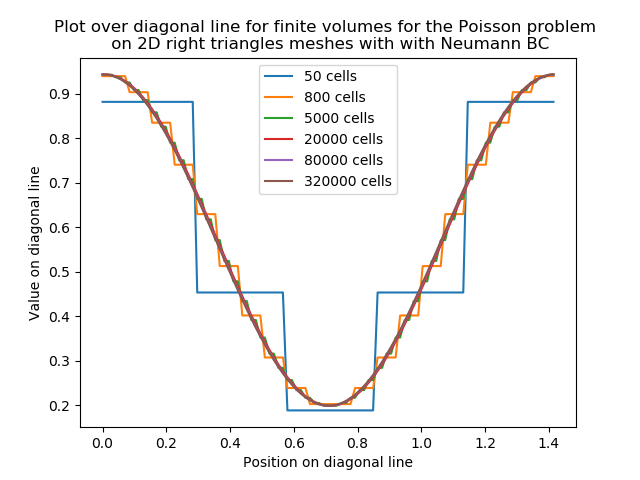 Plot over diagonal line for finite volumes for the Poisson problem
on 2D right triangles meshes with with Neumann BC
50 cells
800 cells
5000 cells
20000 cells
80000 cells
320000 cells
Value on diagonal line
0.9
0.8
0.7
0.6
0.5
0.4
0.3
0.2
0.0 0.2 0.4 0.6 0.8 1.0 1.2 1.4
Position on diagonal line